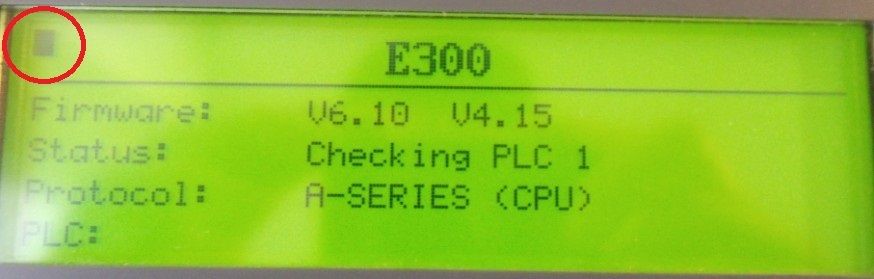 E300
Firmware: V6.10 V4.15
Status: Checking PLC 1
Protocol: A-SERIES (CPU)
PLC: